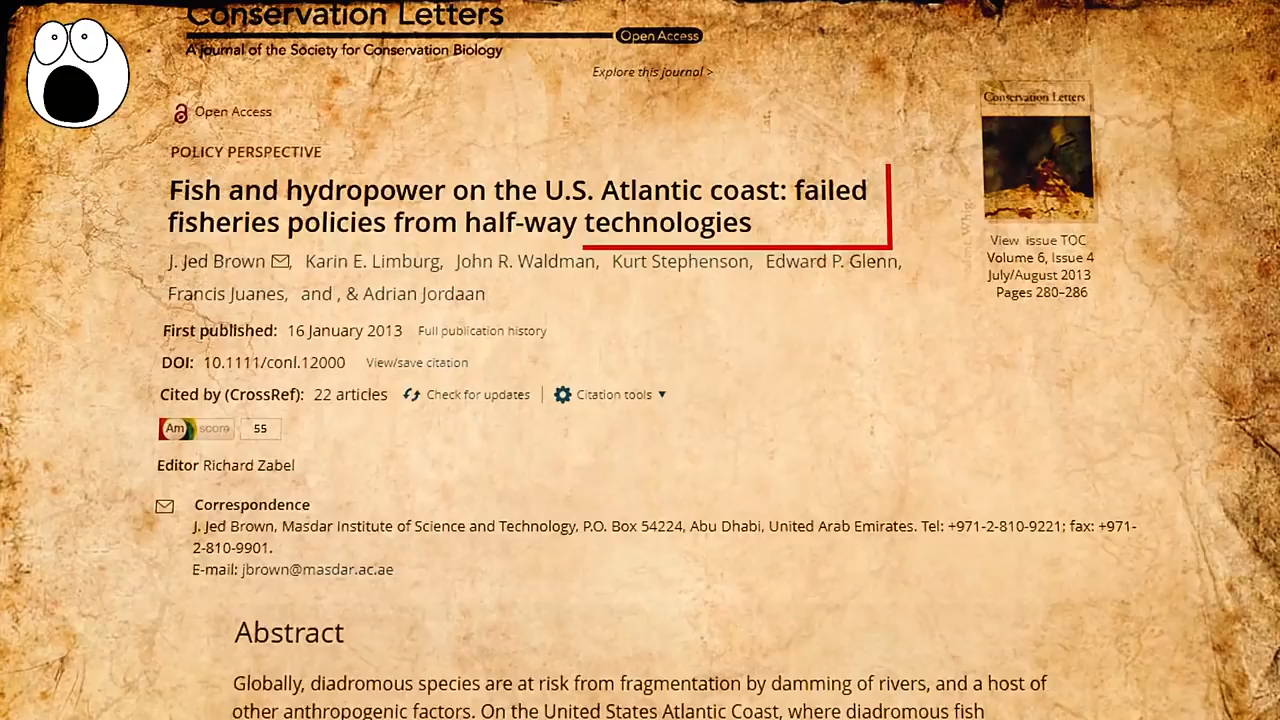 Conservation Letters
Open Access
A journal of the Society for Conservation Biology
Explore this journal >
Open Access
POLICY PERSPECTIVE
Fish and hydropower on the U.S. Atlantic coast: failed
fisheries policies from half-way technologies
J. Jed Brown, Karin E. Limburg, John R. Waldman, Kurt Stephenson, Edward P. Glenn,
Francis Juanes, and , & Adrian Jordaan
First published: 16 January 2013 Full publication history
DOI: 10.1111/conl.12000 View/save citation
Cited by (CrossRef): 22 articles Check for updates Citation tools ▼
Am score 55
Editor Richard Zabel
Correspondence
J. Jed Brown, Masdar Institute of Science and Technology, P.O. Box 54224, Abu Dhabi, United Arab Emirates. Tel: +971-2-810-9221; fax: +971-
2-810-9901.
E-mail: jbrown@masdar.ac.ae
Conservation Letters
View issue TOC
Volume 6, Issue 4
July/August 2013
Pages 280–286
Abstract
Globally, diadromous species are at risk from fragmentation by damming of rivers, and a host of
other anthropogenic factors. On the United States Atlantic Coast, where diadromous fish